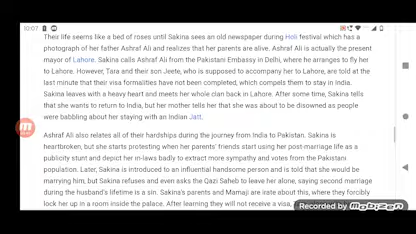 10:07
Their life seems like a bed of roses until Sakina sees an old newspaper during Holi festival which has a
photograph of her father Ashraf Ali and realizes that her parents are alive. Ashraf Ali is actually the present
mayor of Lahore. Sakina calls Ashraf Ali from the Pakistani Embassy in Delhi, where he arranges to fly her
to Lahore. However, Tara and their son Jeete, who is supposed to accompany her to Lahore, are told at the
last minute that their visa formalities have not been completed, which compels them to stay in India.
Sakina leaves with a heavy heart and meets her whole clan back in Lahore. After some time, Sakina tells
that she wants to return to India, but her mother tells her that she was about to be disowned as people
were babbling about her staying with an Indian Jatt.
Ashraf Ali also relates all of their hardships during the journey from India to Pakistan. Sakina is
heartbroken, but she starts protesting when her parents' friends start using her post-marriage life as a
publicity stunt and depict her in-laws badly to extract more sympathy and votes from the Pakistani
population. Later, Sakina is introduced to an influential handsome person and is told that she would be
marrying him, but Sakina refuses and even asks the Qazi Saheb to leave her alone, saying second marriage
during the husband's lifetime is a sin. Sakina's parents and Mamaji are irate about this, where they forcibly
lock her up in a room inside the palace. After learning they will not receive a visa,
Recorded by Mobizen